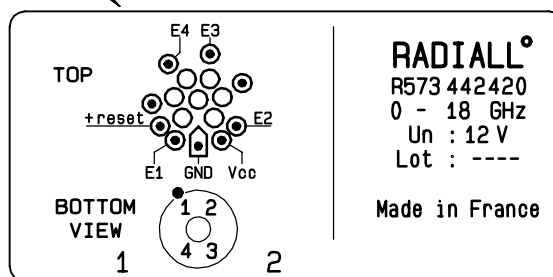 E4 E3
TOP
+reset
E2
E1 GND Vcc
BOTTOM
VIEW
1 2
4 3
1 2
RADIALL°
R573 442420
0 - 18 GHz
Un : 12 V
Lot : ----
Made in France